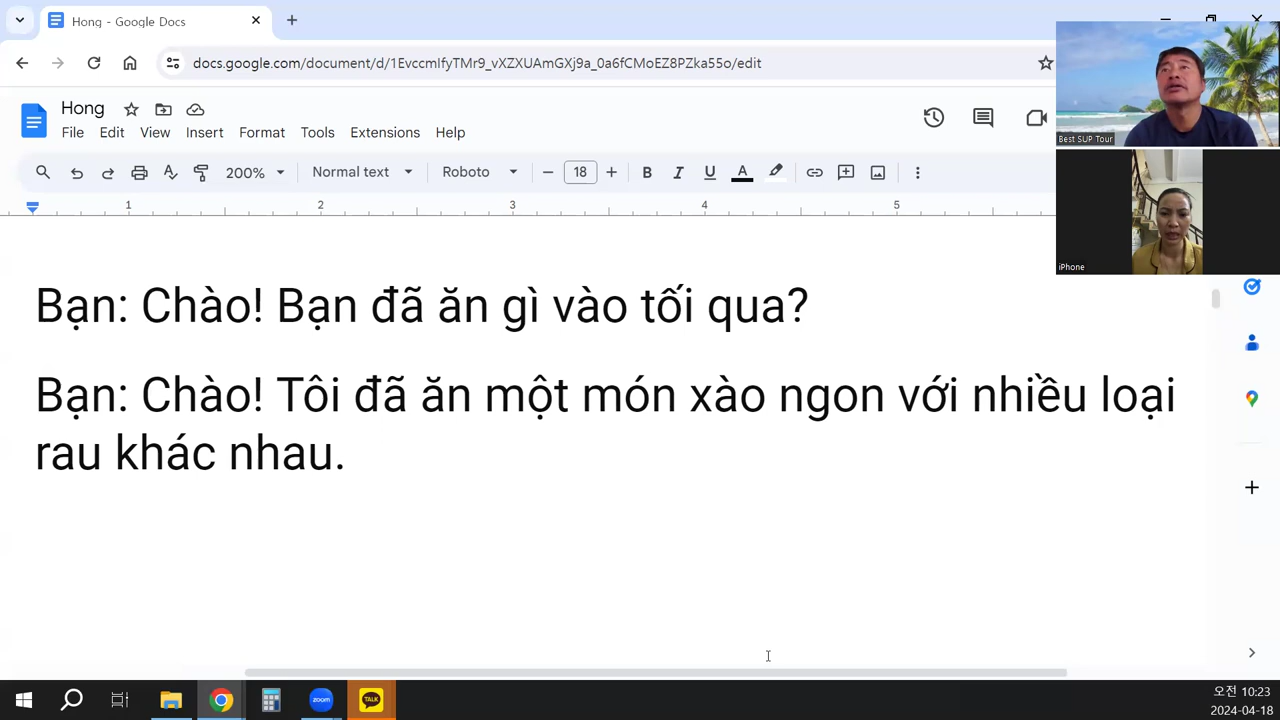 Hong - Google Docs
docs.google.com/document/d/1EvccmIfyTMr9_vXZXUAmGXj9a_0a6fCMoEZ8PZka55o/edit
Hong
File Edit View Insert Format Tools Extensions Help
200% Normal text Roboto 18 B I U A
1 2 3 4 5
Best SUP Tour
iPhone
Bạn: Chào! Bạn đã ăn gì vào tối qua?
Bạn: Chào! Tôi đã ăn một món xào ngon với nhiều loại
rau khác nhau.
zoom
TALK
오전 10:23
2024-04-18